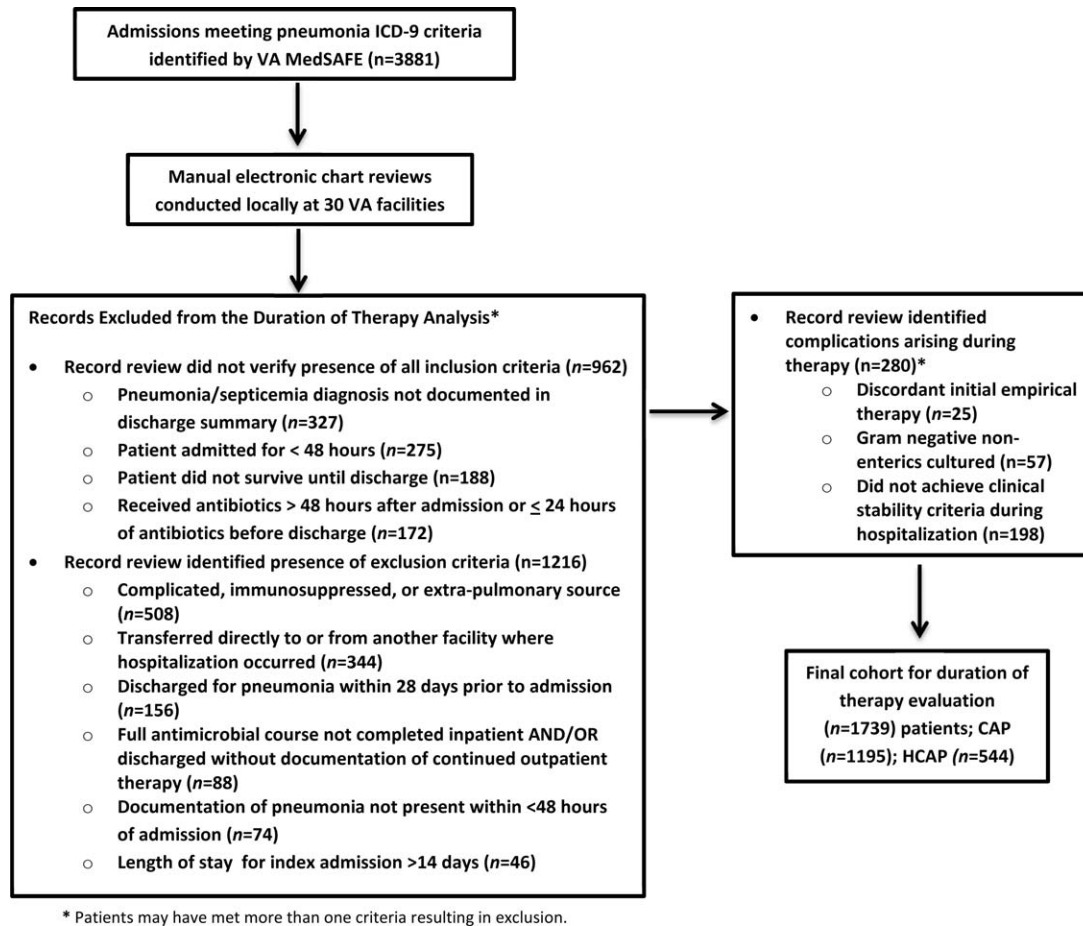 Admissions meeting pneumonia ICD-9 criteria
identified by VA MedSAFE (n=3881)
Manual electronic chart reviews
conducted locally at 30 VA facilities
Records Excluded from the Duration of Therapy Analysis*
• Record review did not verify presence of all inclusion criteria (n=962)
o Pneumonia/septicemia diagnosis not documented in
discharge summary (n=327)
o Patient admitted for < 48 hours (n=275)
o Patient did not survive until discharge (n=188)
o Received antibiotics > 48 hours after admission or ≤ 24 hours
of antibiotics before discharge (n=172)
• Record review identified presence of exclusion criteria (n=1216)
o Complicated, immunosuppressed, or extra-pulmonary source
(n=508)
o Transferred directly to or from another facility where
hospitalization occurred (n=344)
o Discharged for pneumonia within 28 days prior to admission
(n=156)
o Full antimicrobial course not completed inpatient AND/OR
discharged without documentation of continued outpatient
therapy (n=88)
o Documentation of pneumonia not present within <48 hours
of admission (n=74)
o Length of stay for index admission >14 days (n=46)
• Record review identified
complications arising during
therapy (n=280)*
o Discordant initial empirical
therapy (n=25)
o Gram negative non-
enterics cultured (n=57)
o Did not achieve clinical
stability criteria during
hospitalization (n=198)
Final cohort for duration of
therapy evaluation
(n=1739) patients; CAP
(n=1195); HCAP (n=544)
* Patients may have met more than one criteria resulting in exclusion.